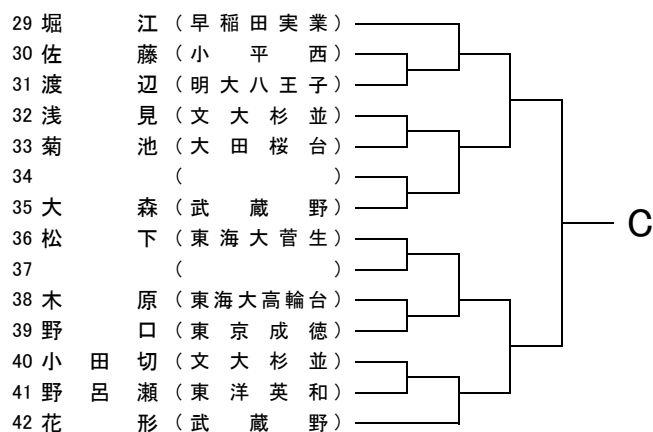 29 堀 江 (早稲田実業)
30 佐 藤 (小 平 西)
31 渡 辺 (明大八王子)
32 浅 見 (文大杉並)
33 菊 池 (大田桜台)
34 ( )
35 大 森 (武 蔵 野)
36 松 下 (東海大菅生)
37 ( )
38 木 原 (東海大高輪台)
39 野 口 (東京成徳)
40 小 田 切 (文大杉並)
41 野 呂 瀬 (東洋英和)
42 花 形 (武 蔵 野)
C